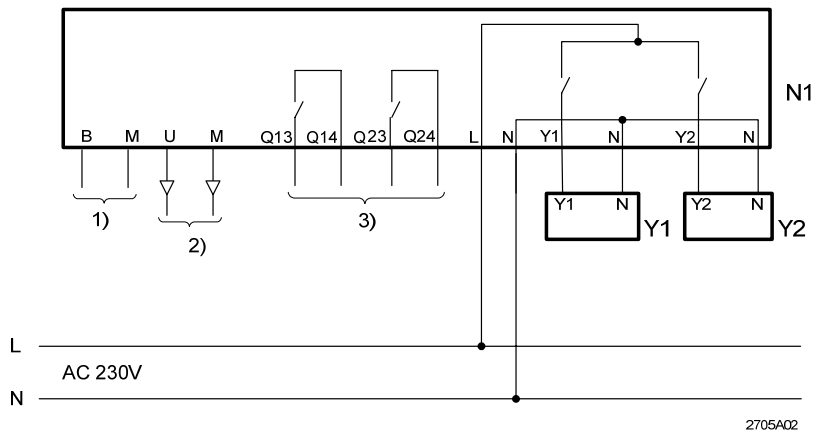 N1
B M U M Q13 Q14 Q23 Q24 L N Y1 N Y2 N
Y1 N Y2 N
1) 2) 3) Y1 Y2
L
AC 230V
N
2705A02